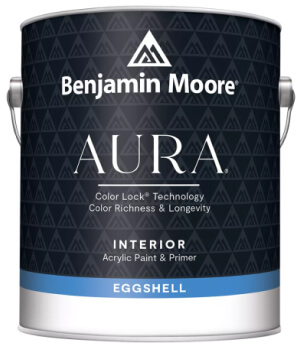 Benjamin Moore®
AURA®
Color Lock® Technology
Color Richness & Longevity
INTERIOR
Acrylic Paint & Primer
EGGSHELL